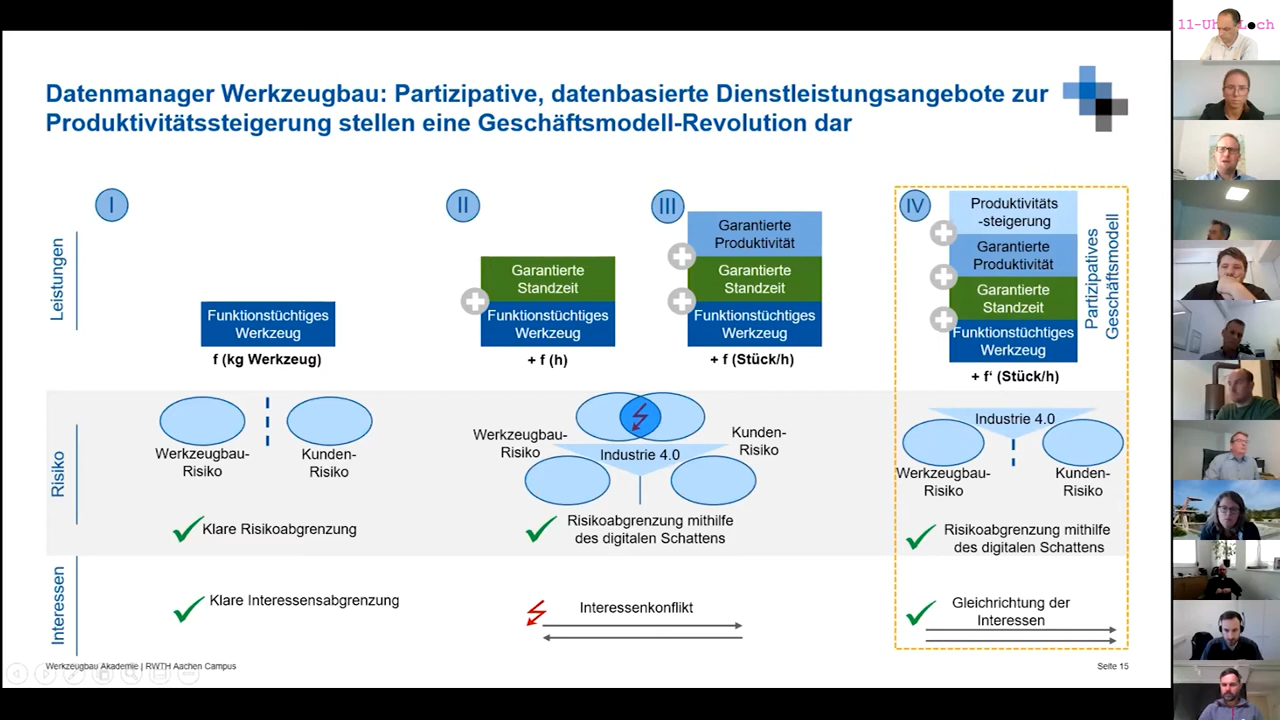 Datenmanager Werkzeugbau: Partizipative, datenbasierte Dienstleistungsangebote zur
Produktivitätssteigerung stellen eine Geschäftsmodell-Revolution dar
Leistungen
I
Funktionstüchtiges
Werkzeug
f (kg Werkzeug)
II
Garantierte
Standzeit
Funktionstüchtiges
Werkzeug
+ f (h)
III
Garantierte
Produktivität
Garantierte
Standzeit
Funktionstüchtiges
Werkzeug
+ f (Stück/h)
IV
Produktivitäts
-steigerung
Garantierte
Produktivität
Garantierte
Standzeit
Funktionstüchtiges
Werkzeug
+ f‘ (Stück/h)
Partizipatives
Geschäftsmodell
Risiko
Werkzeugbau-
Risiko
Kunden-
Risiko
Klare Risikoabgrenzung
Werkzeugbau-
Risiko
Industrie 4.0
Kunden-
Risiko
Risikoabgrenzung mithilfe
des digitalen Schattens
Industrie 4.0
Werkzeugbau-
Risiko
Kunden-
Risiko
Risikoabgrenzung mithilfe
des digitalen Schattens
Interessen
Klare Interessensabgrenzung
Interessenkonflikt
Gleichrichtung der
Interessen
Werkzeugbau Akademie | RWTH Aachen Campus
Seite 15